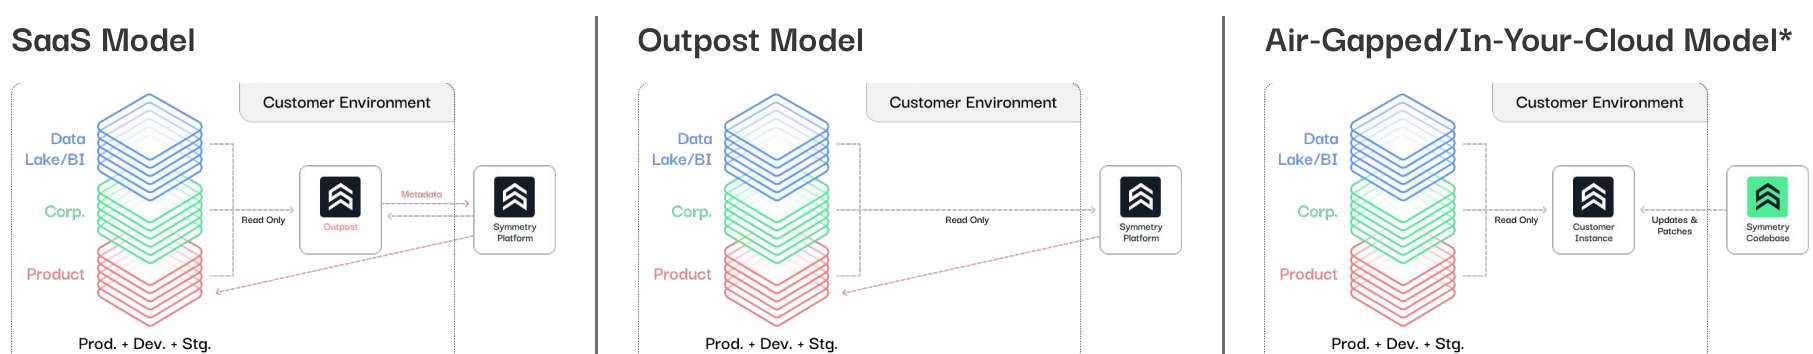 SaaS Model
Customer Environment
Data
Lake/BI
Corp.
Product
Read Only
Outpost
Metadata
Symmetry
Platform
Prod. + Dev. + Stg.
Outpost Model
Customer Environment
Data
Lake/BI
Corp.
Product
Read Only
Symmetry
Platform
Prod. + Dev. + Stg.
Air-Gapped/In-Your-Cloud Model*
Customer Environment
Data
Lake/BI
Corp.
Product
Read Only
Customer
Instance
Updates &
Patches
Symmetry
Codebase
Prod. + Dev. + Stg.